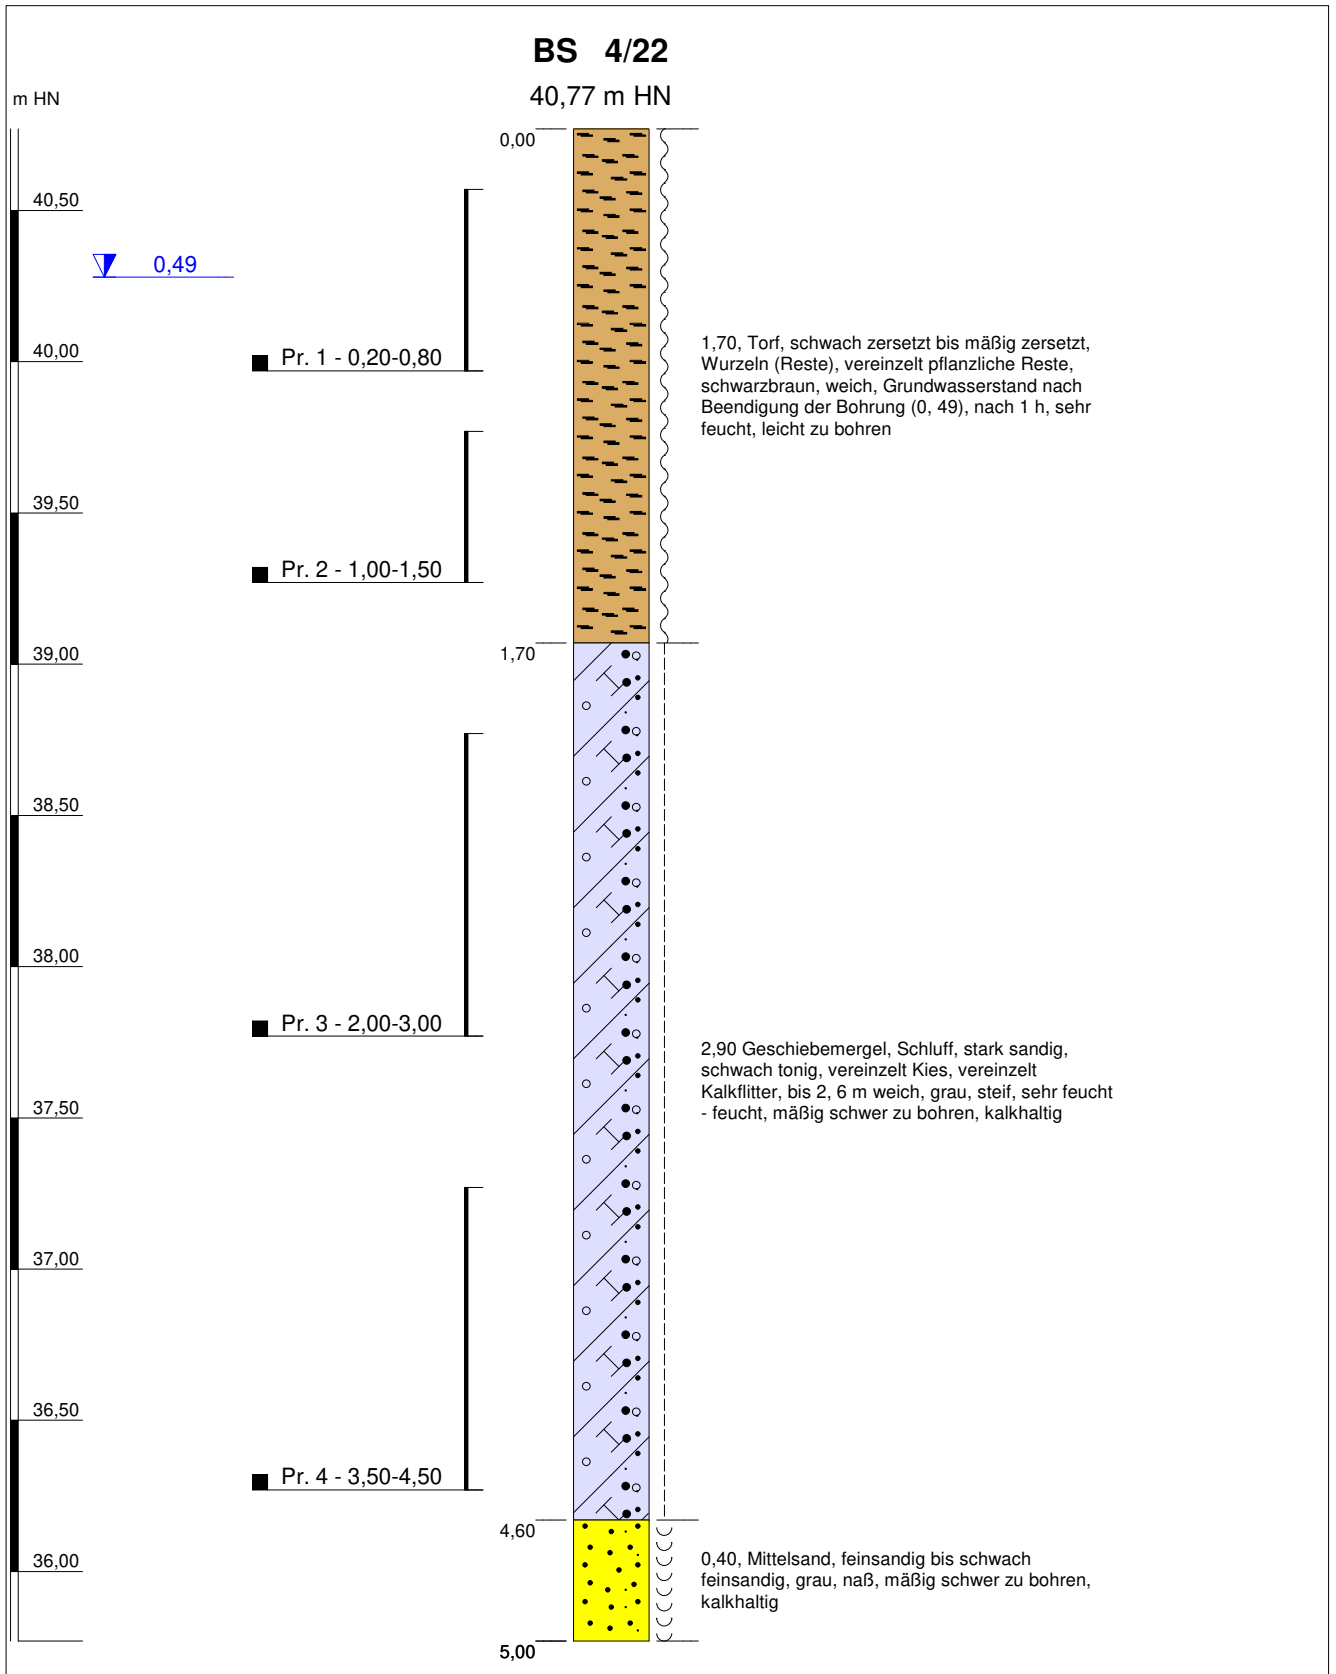 BS 4/22
40,77 m HN
m HN
0,00
40,50
0,49
40,00
Pr. 1 - 0,20-0,80
1,70, Torf, schwach zersetzt bis mäßig zersetzt,
Wurzeln (Reste), vereinzelt pflanzliche Reste,
schwarzbraun, weich, Grundwasserstand nach
Beendigung der Bohrung (0, 49), nach 1 h, sehr
feucht, leicht zu bohren
39,50
Pr. 2 - 1,00-1,50
1,70
39,00
38,50
38,00
Pr. 3 - 2,00-3,00
2,90 Geschiebemergel, Schluff, stark sandig,
schwach tonig, vereinzelt Kies, vereinzelt
Kalkflitter, bis 2, 6 m weich, grau, steif, sehr feucht
- feucht, mäßig schwer zu bohren, kalkhaltig
37,50
37,00
36,50
Pr. 4 - 3,50-4,50
4,60
36,00
0,40, Mittelsand, feinsandig bis schwach
feinsandig, grau, naß, mäßig schwer zu bohren,
kalkhaltig
5,00